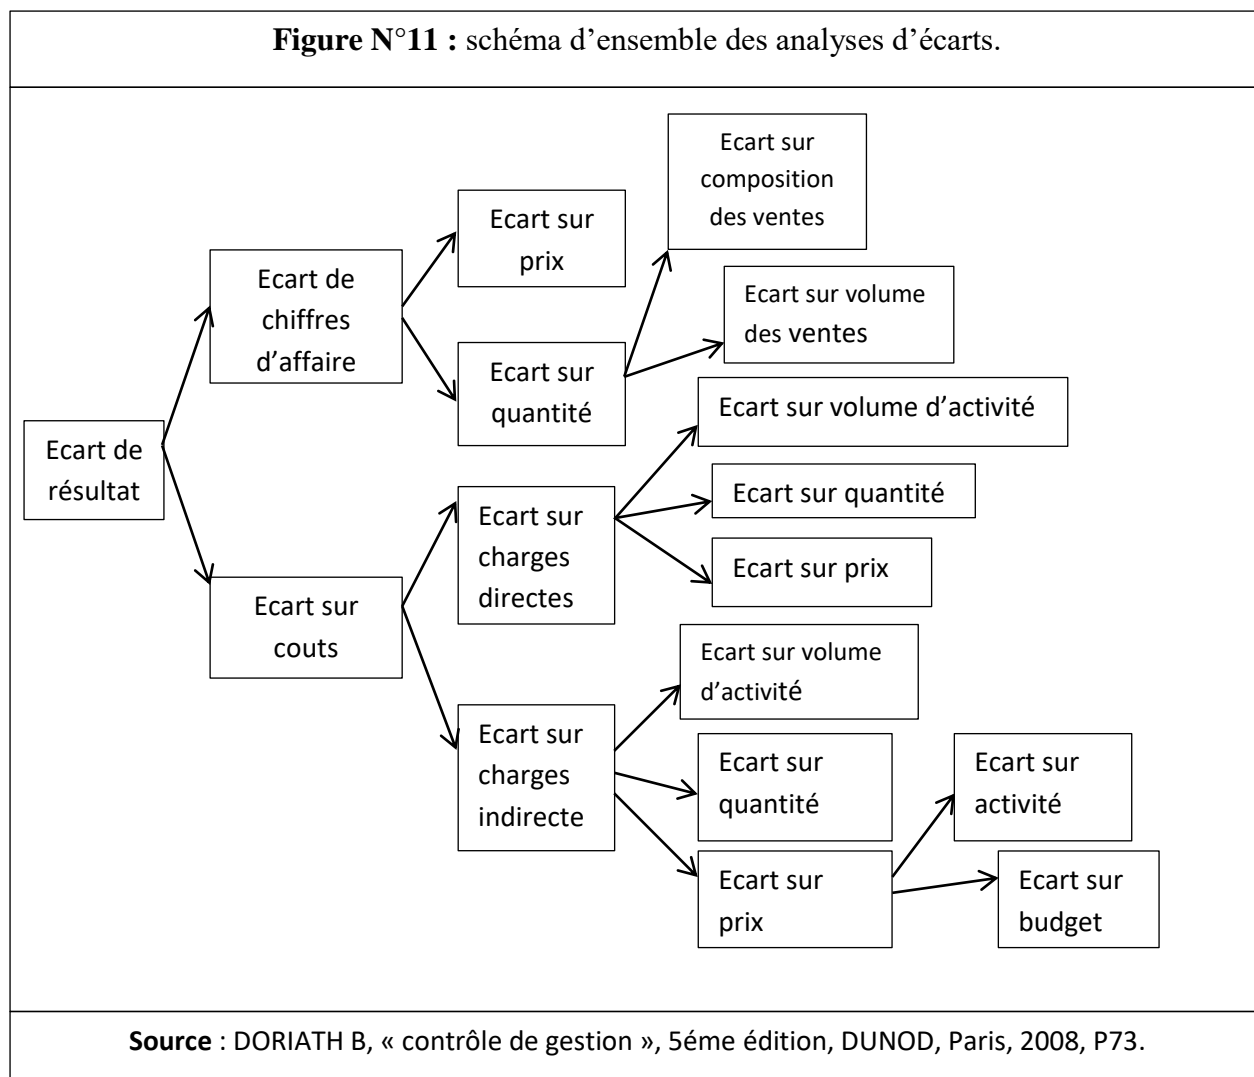 Figure N°11 : schéma d’ensemble des analyses d’écarts.
Ecart sur
composition
des ventes
Ecart sur
prix
Ecart de
chiffres
d’affaire
Ecart sur volume
des ventes
Ecart sur
quantité
Ecart sur volume d’activité
Ecart de
résultat
Ecart sur quantité
Ecart sur
charges
directes
Ecart sur prix
Ecart sur
couts
Ecart sur volume
d’activité
Ecart sur
charges
indirecte
Ecart sur
quantité
Ecart sur
activité
Ecart sur
prix
Ecart sur
budget
Source : DORIATH B, « contrôle de gestion », 5éme édition, DUNOD, Paris, 2008, P73.